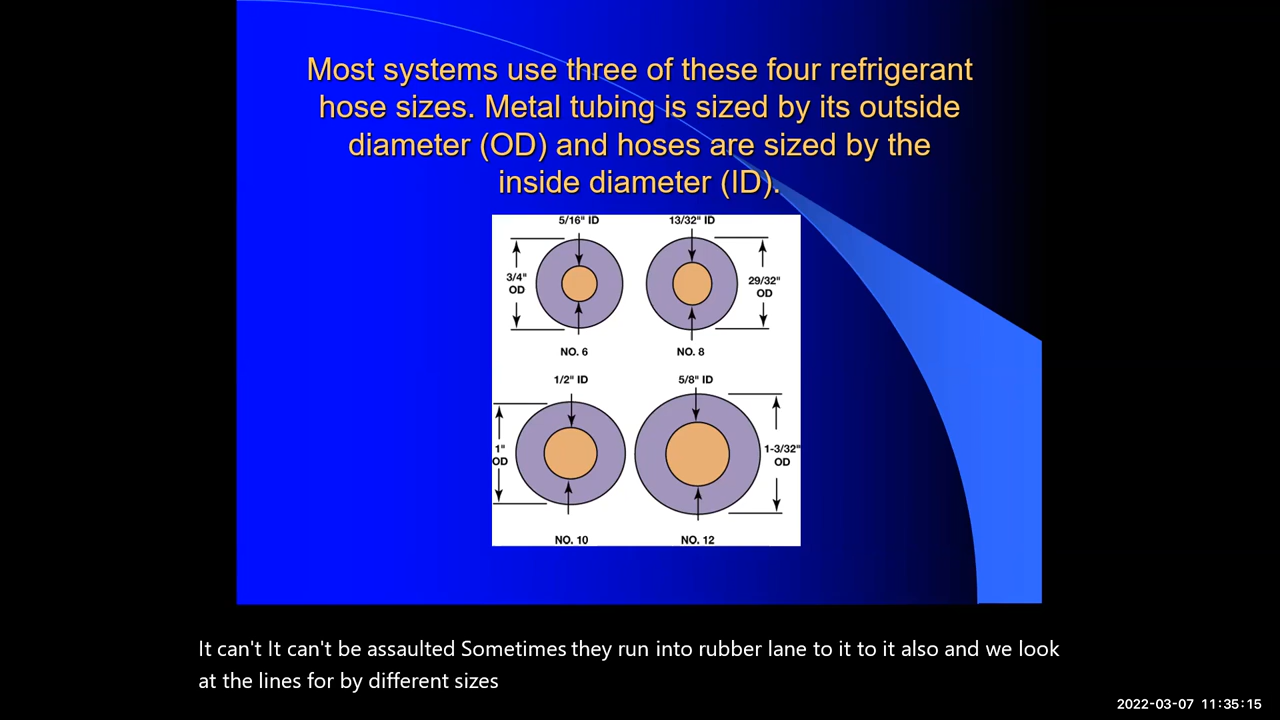 Most systems use three of these four refrigerant
hose sizes. Metal tubing is sized by its outside
diameter (OD) and hoses are sized by the
inside diameter (ID).
5/16" ID
13/32" ID
3/4"
OD
29/32"
OD
NO. 6
NO. 8
1/2" ID
5/8" ID
1"
OD
1-3/32"
OD
NO. 10
NO. 12
It can't It can't be assaulted Sometimes they run into rubber lane to it to it also and we look
at the lines for by different sizes
2022-03-07 11:35:15